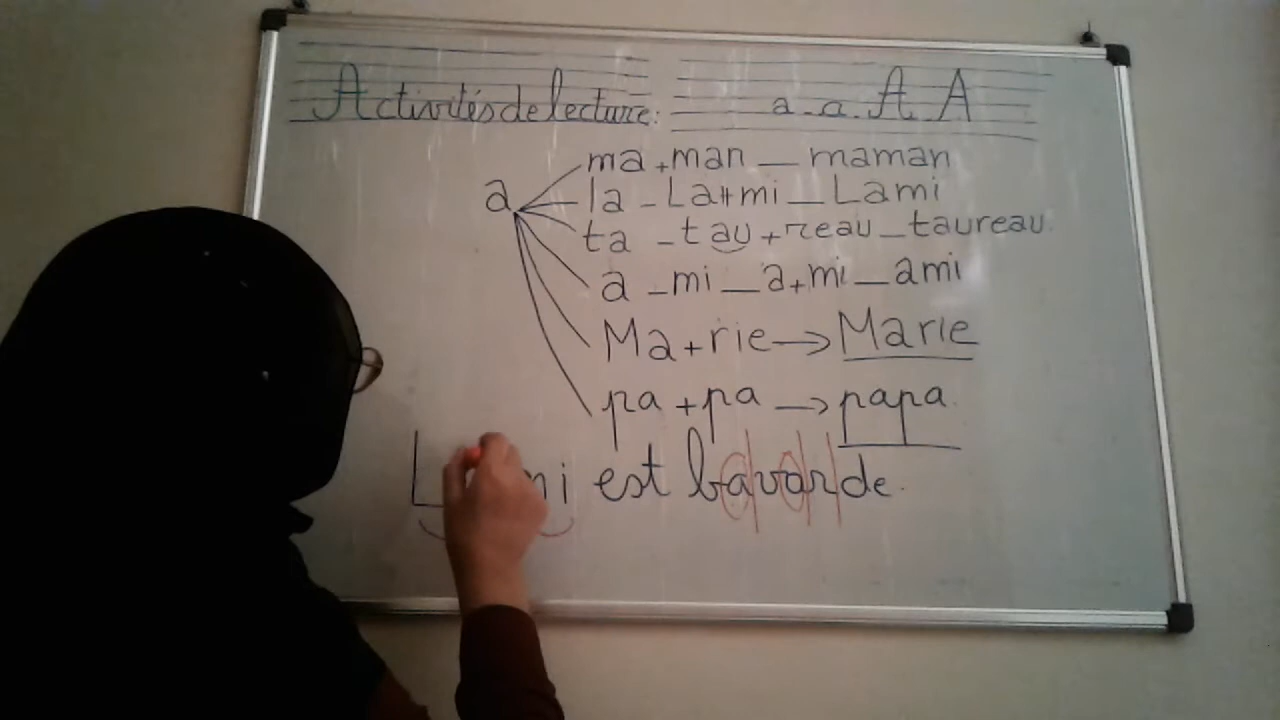 Activités de lecture: a - a. A A
a
ma + man — maman
la - La + mi — Lami
ta - tau + reau - taureau.
a - mi — a + mi — ami
Ma + rie → Marie
pa + pa → papa.
est bavarde.